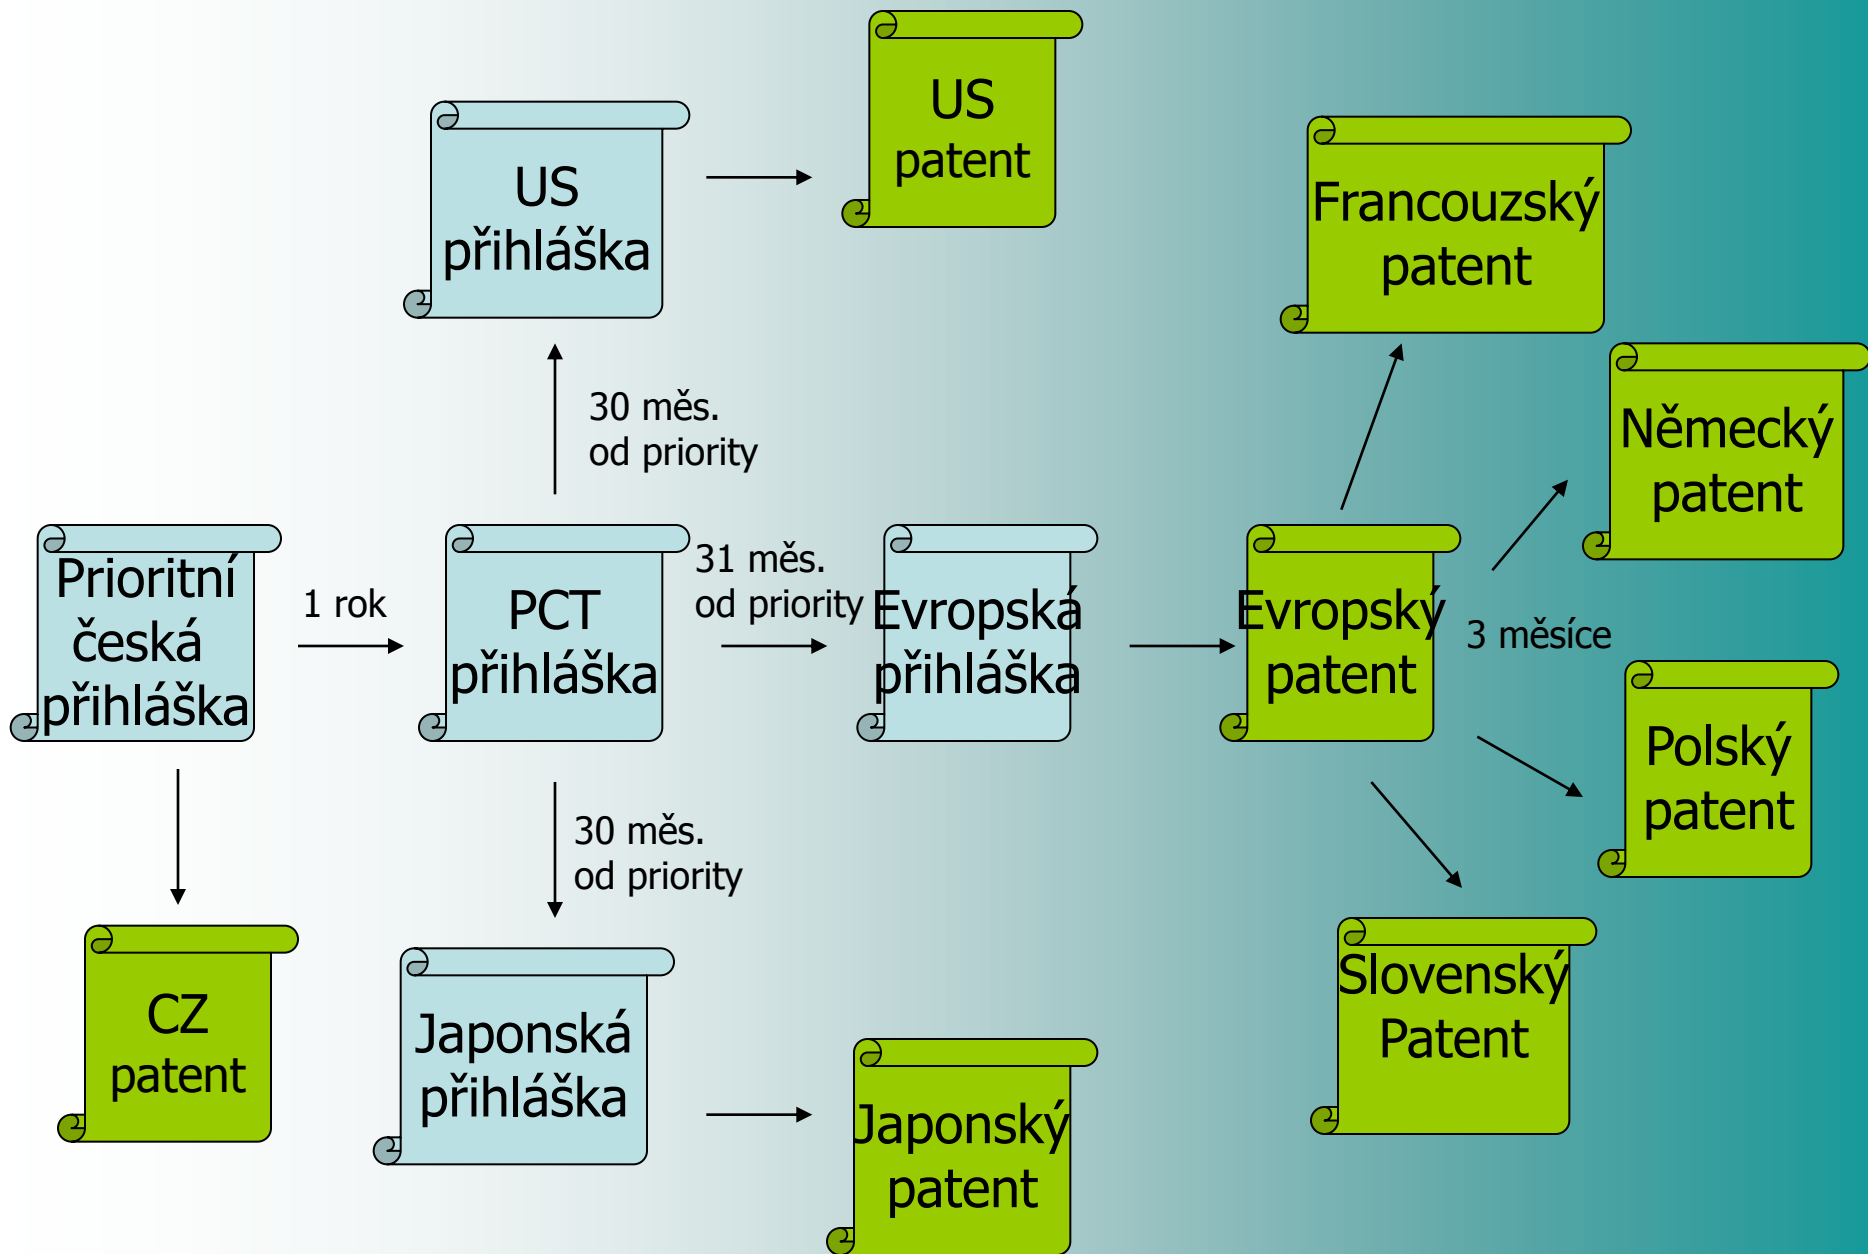 US
patent
US
přihláška
Francouzský
patent
Německý
patent
30 měs.
od priority
Prioritní
česká
přihláška
1 rok
PCT
přihláška
31 měs.
od priority
Evropská
přihláška
Evropský
patent
3 měsíce
Polský
patent
30 měs.
od priority
CZ
patent
Japonská
přihláška
Japonský
patent
Slovenský
Patent